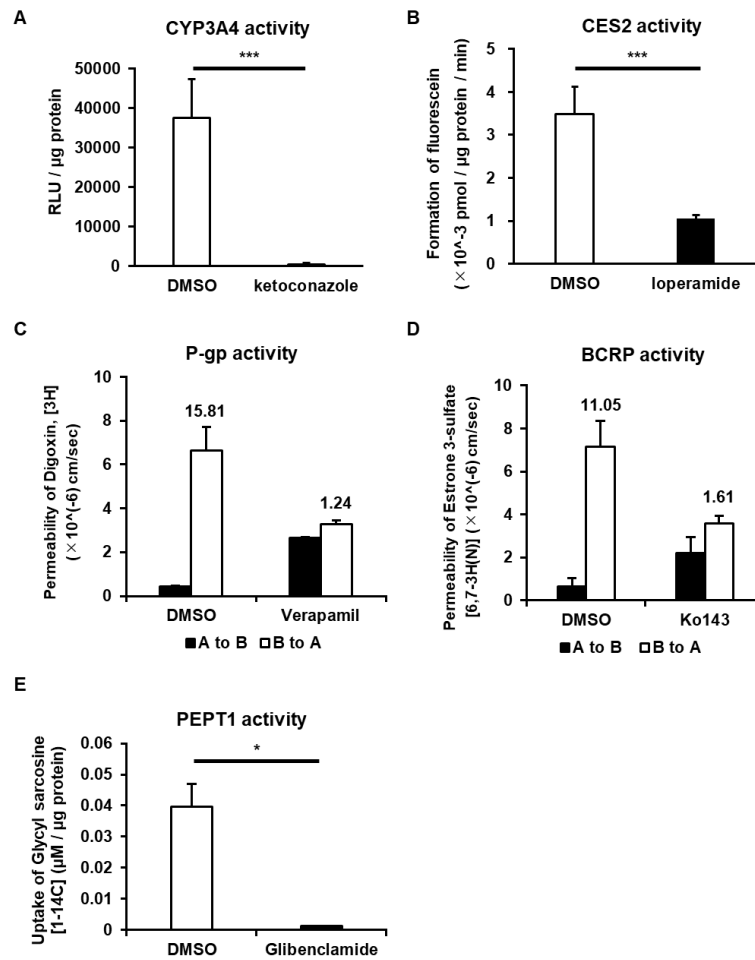 A
CYP3A4 activity
***
RLU / μg protein
50000
40000
30000
20000
10000
0
DMSO
ketoconazole
B
CES2 activity
***
Formation of fluorescein
(×10^-3 pmol / μg protein / min)
5
4
3
2
1
0
DMSO
loperamide
C
P-gp activity
Permeability of Digoxin, [3H]
(×10^(-6) cm/sec)
10
8
6
4
2
0
15.81
1.24
DMSO
Verapamil
A to B B to A
D
BCRP activity
Permeability of Estrone 3-sulfate
[6,7-3H(N)] (×10^(-6) cm/sec)
10
8
6
4
2
0
11.05
1.61
DMSO
Ko143
A to B B to A
E
PEPT1 activity
*
Uptake of Glycyl sarcosine
[1-14C] (μM / μg protein)
0.06
0.05
0.04
0.03
0.02
0.01
0
DMSO
Glibenclamide